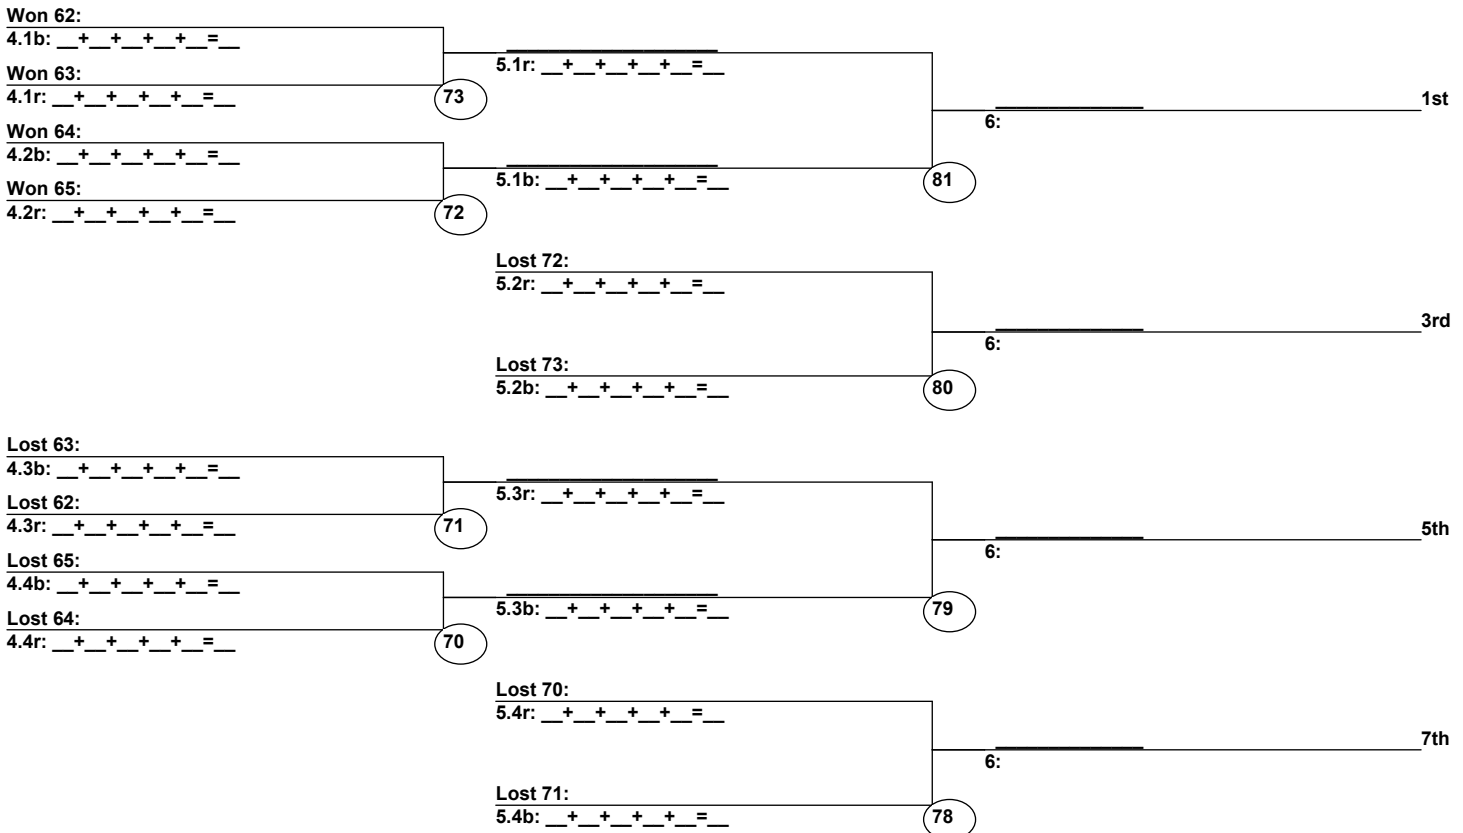 Won 62:
4.1b: __+__+__+__+__=__
5.1r: __+__+__+__+__=__
Won 63:
4.1r: __+__+__+__+__=__
73
1st
6:
Won 64:
4.2b: __+__+__+__+__=__
5.1b: __+__+__+__+__=__
81
Won 65:
4.2r: __+__+__+__+__=__
72
Lost 72:
5.2r: __+__+__+__+__=__
3rd
6:
Lost 73:
5.2b: __+__+__+__+__=__
80
Lost 63:
4.3b: __+__+__+__+__=__
5.3r: __+__+__+__+__=__
Lost 62:
4.3r: __+__+__+__+__=__
71
5th
6:
Lost 65:
4.4b: __+__+__+__+__=__
5.3b: __+__+__+__+__=__
79
Lost 64:
4.4r: __+__+__+__+__=__
70
Lost 70:
5.4r: __+__+__+__+__=__
7th
6:
Lost 71:
5.4b: __+__+__+__+__=__
78